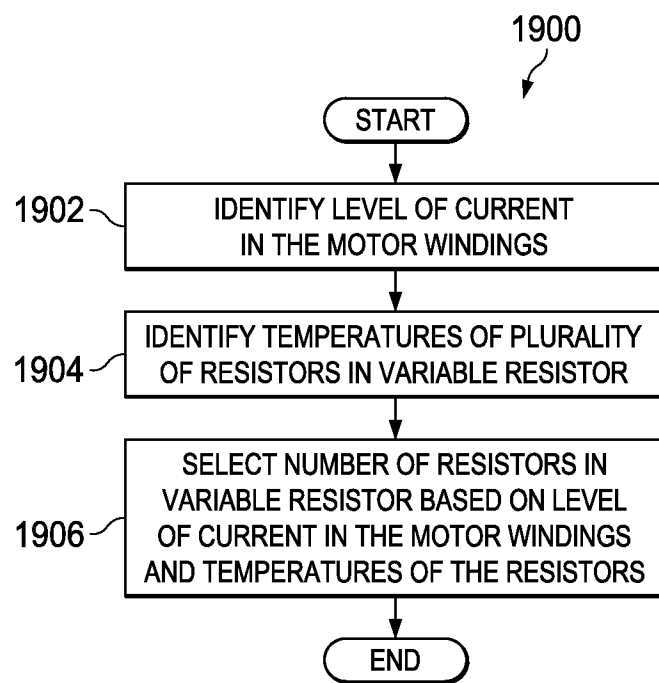 1900
START
1902
IDENTIFY LEVEL OF CURRENT
IN THE MOTOR WINDINGS
1904
IDENTIFY TEMPERATURES OF PLURALITY
OF RESISTORS IN VARIABLE RESISTOR
1906
SELECT NUMBER OF RESISTORS IN
VARIABLE RESISTOR BASED ON LEVEL
OF CURRENT IN THE MOTOR WINDINGS
AND TEMPERATURES OF THE RESISTORS
END